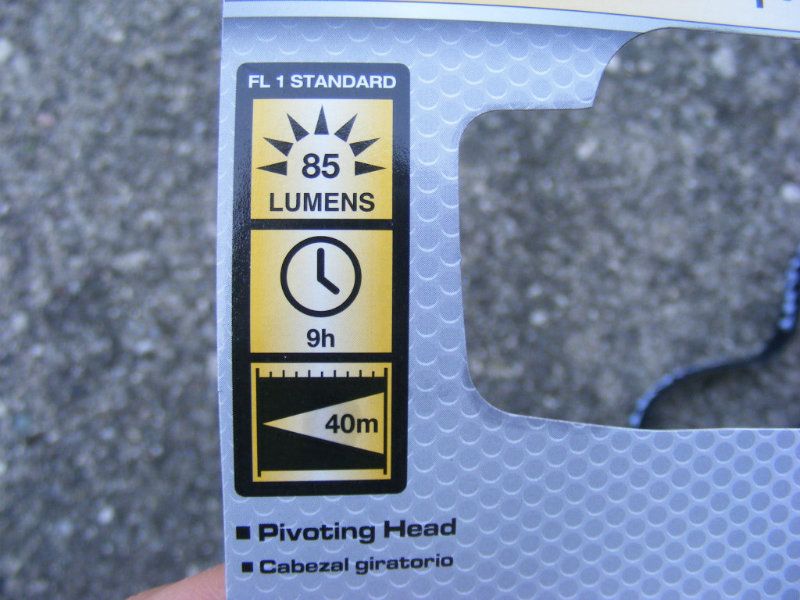 FL 1 STANDARD
85
LUMENS
9h
40m
■ Pivoting Head
■ Cabezal giratorio